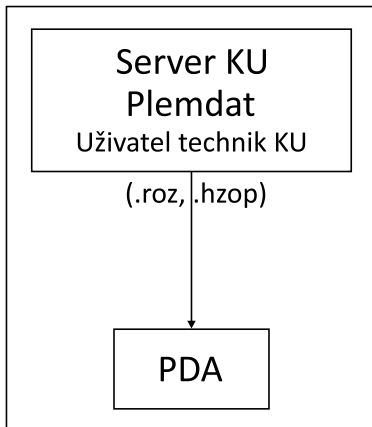 Server KU
Plemdat
Uživatel technik KU
(.roz, .hzop)
PDA